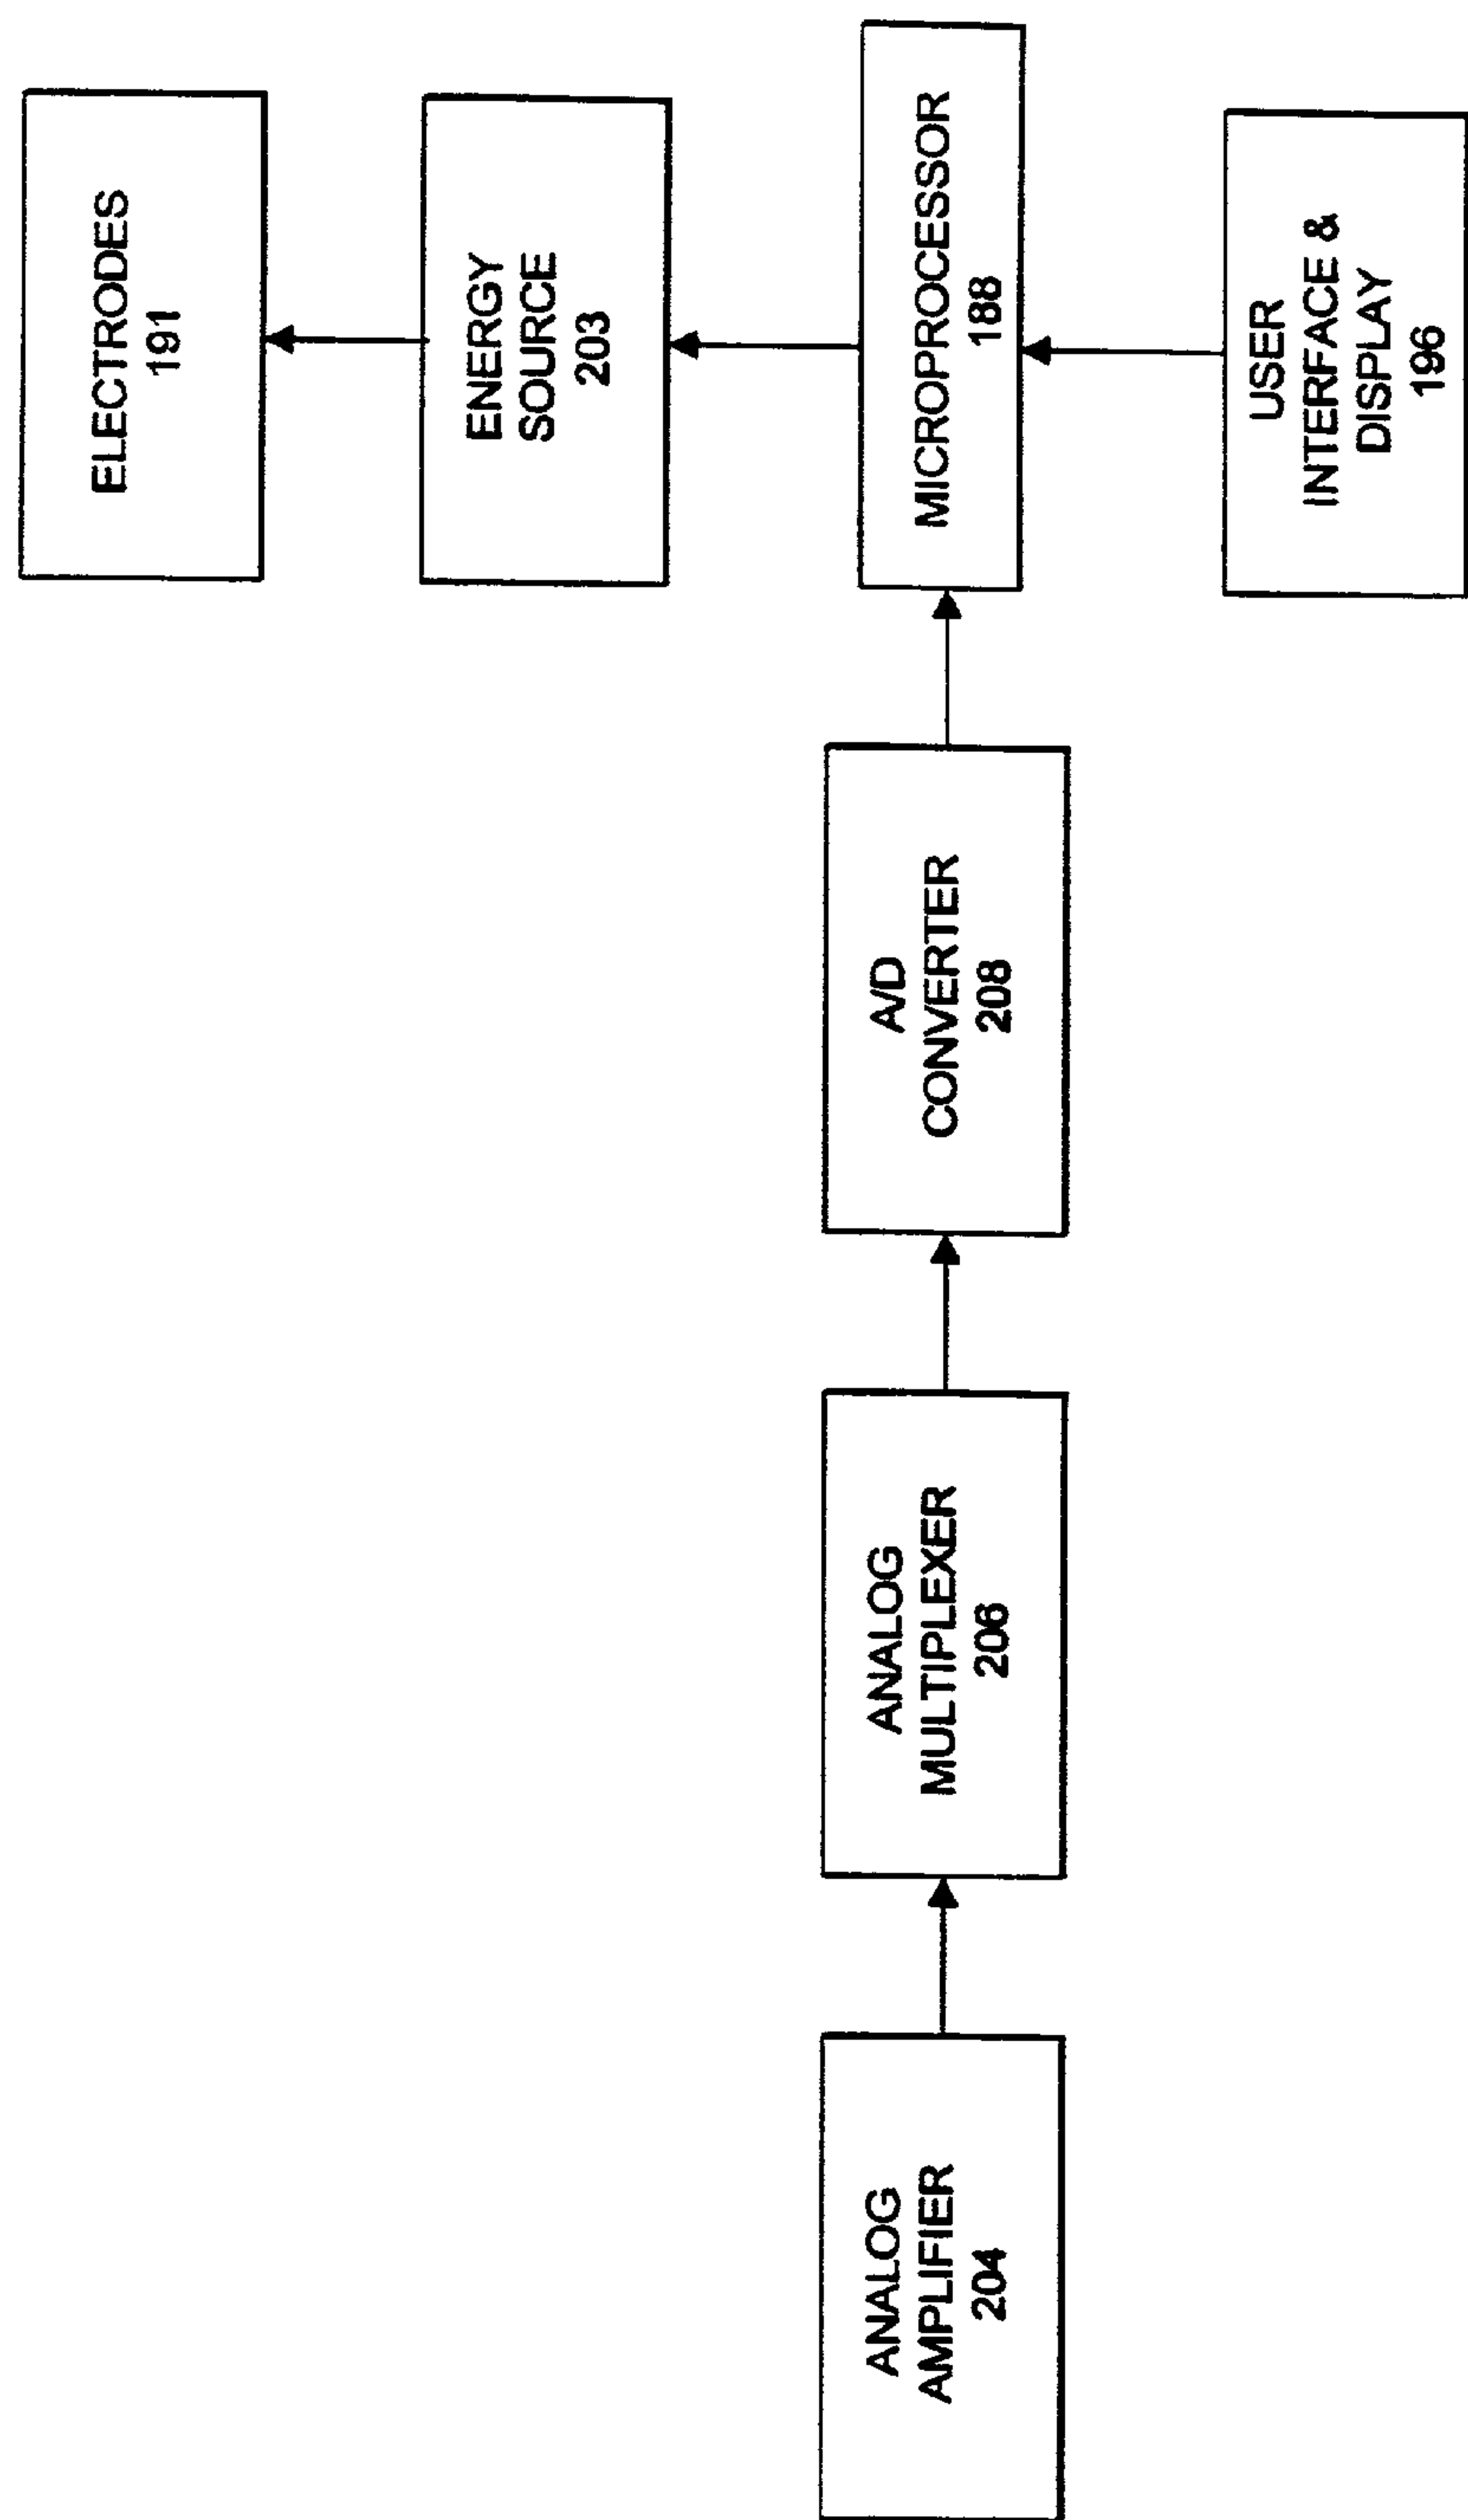 ELECTRODES
191
ENERGY
SOURCE
203
ANALOG
AMPLIFIER
204
ANALOG
MULTIPLEXER
206
A/D
CONVERTER
208
MICROPROCESSOR
188
USER
INTERFACE &
DISPLAY
196